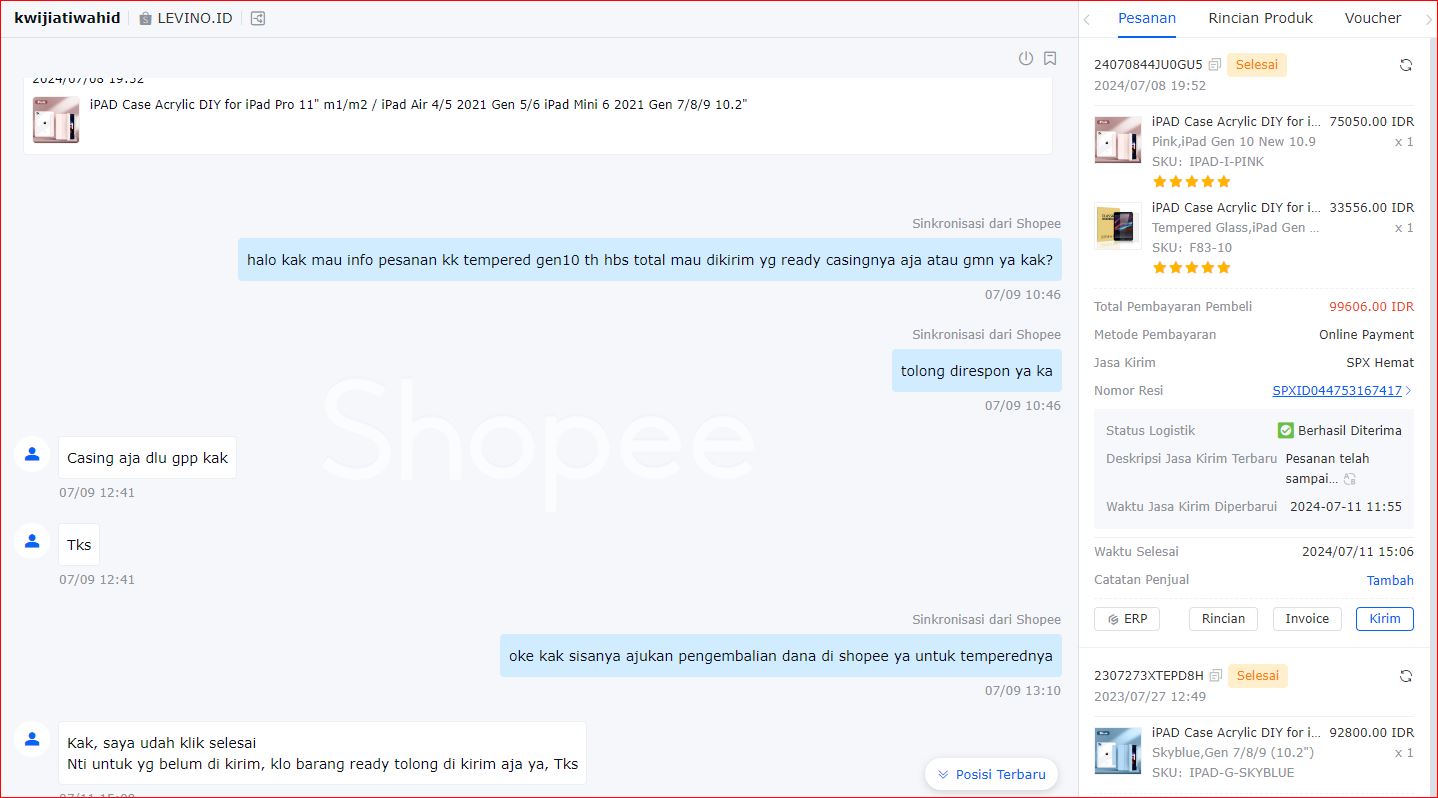 kwijiatiwahid
LEVINO.ID
2024/07/08 19:52
iPAD Case Acrylic DIY for iPad Pro 11" m1/m2 / iPad Air 4/5 2021 Gen 5/6 iPad Mini 6 2021 Gen 7/8/9 10.2"
Sinkronisasi dari Shopee
halo kak mau info pesanan kk tempered gen10 th hbs total mau dikirim yg ready casingnya aja atau gmn ya kak?
07/09 10:46
Sinkronisasi dari Shopee
tolong direspon ya ka
07/09 10:46
Shopee
Casing aja dlu gpp kak
07/09 12:41
Tks
07/09 12:41
Sinkronisasi dari Shopee
oke kak sisanya ajukan pengembalian dana di shopee ya untuk temperednya
07/09 13:10
Kak, saya udah klik selesai
Nti untuk yg belum di kirim, klo barang ready tolong di kirim aja ya, Tks
Posisi Terbaru
Pesanan Rincian Produk Voucher
24070844JU0GU5 Selesai
2024/07/08 19:52
iPAD Case Acrylic DIY for i... 75050.00 IDR
Pink,iPad Gen 10 New 10.9 x 1
SKU: IPAD-I-PINK
iPAD Case Acrylic DIY for i... 33556.00 IDR
Tempered Glass,iPad Gen ... x 1
SKU: F83-10
Total Pembayaran Pembeli 99606.00 IDR
Metode Pembayaran Online Payment
Jasa Kirim SPX Hemat
Nomor Resi SPXID044753167417
Status Logistik Berhasil Diterima
Deskripsi Jasa Kirim Terbaru Pesanan telah
sampai...
Waktu Jasa Kirim Diperbarui 2024-07-11 11:55
Waktu Selesai 2024/07/11 15:06
Catatan Penjual Tambah
ERP Rincian Invoice Kirim
2307273XTEPD8H Selesai
2023/07/27 12:49
iPAD Case Acrylic DIY for i... 92800.00 IDR
Skyblue,Gen 7/8/9 (10.2") x 1
SKU: IPAD-G-SKYBLUE